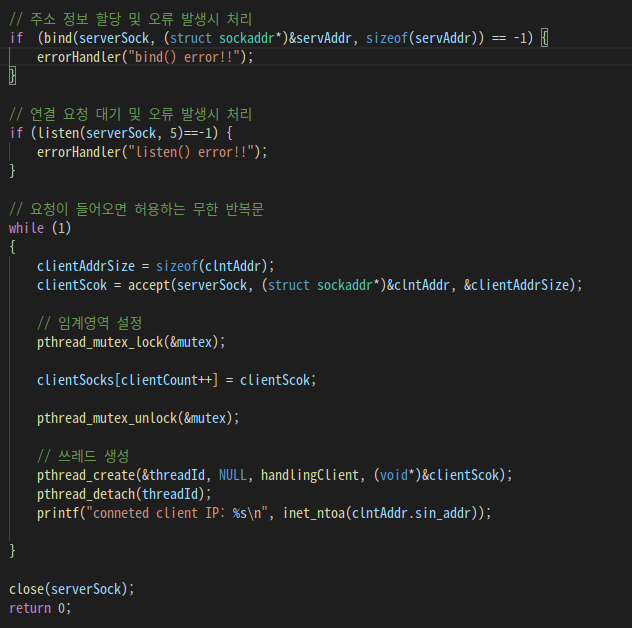 // 주소 정보 할당 및 오류 발생시 처리
if  (bind(serverSock, (struct sockaddr*)&servAddr, sizeof(servAddr)) == -1) {
    errorHandler("bind() error!!");
}

// 연결 요청 대기 및 오류 발생시 처리
if (listen(serverSock, 5)==-1) {
    errorHandler("listen() error!!");
}

// 요청이 들어오면 허용하는 무한 반복문
while (1)
{
    clientAddrSize = sizeof(clntAddr);
    clientScok = accept(serverSock, (struct sockaddr*)&clntAddr, &clientAddrSize);

    // 임계영역 설정
    pthread_mutex_lock(&mutex);

    clientSocks[clientCount++] = clientScok;

    pthread_mutex_unlock(&mutex);

    // 쓰레드 생성
    pthread_create(&threadId, NULL, handlingClient, (void*)&clientScok);
    pthread_detach(threadId);
    printf("conneted client IP: %s\n", inet_ntoa(clntAddr.sin_addr));

}

close(serverSock);
return 0;